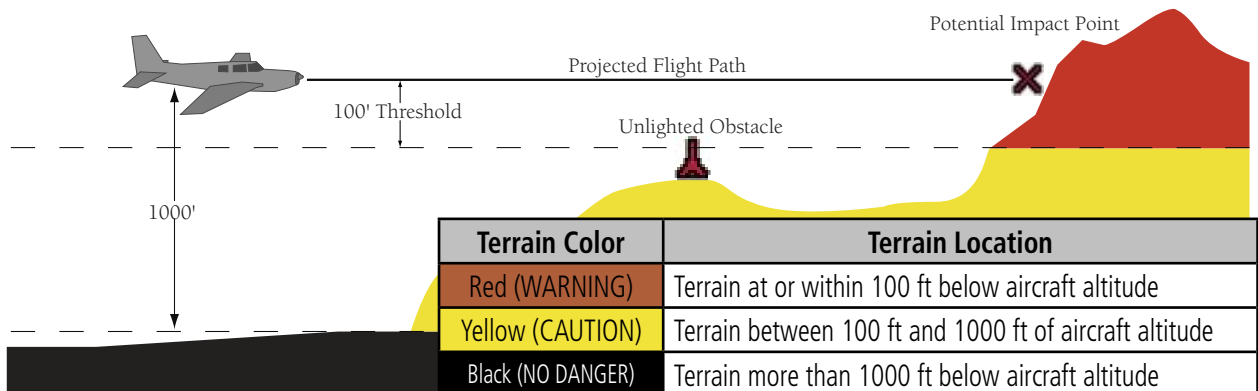 Potential Impact Point
Projected Flight Path
100' Threshold
Unlighted Obstacle
1000'
Terrain Color Terrain Location
Red (WARNING) Terrain at or within 100 ft below aircraft altitude
Yellow (CAUTION) Terrain between 100 ft and 1000 ft of aircraft altitude
Black (NO DANGER) Terrain more than 1000 ft below aircraft altitude